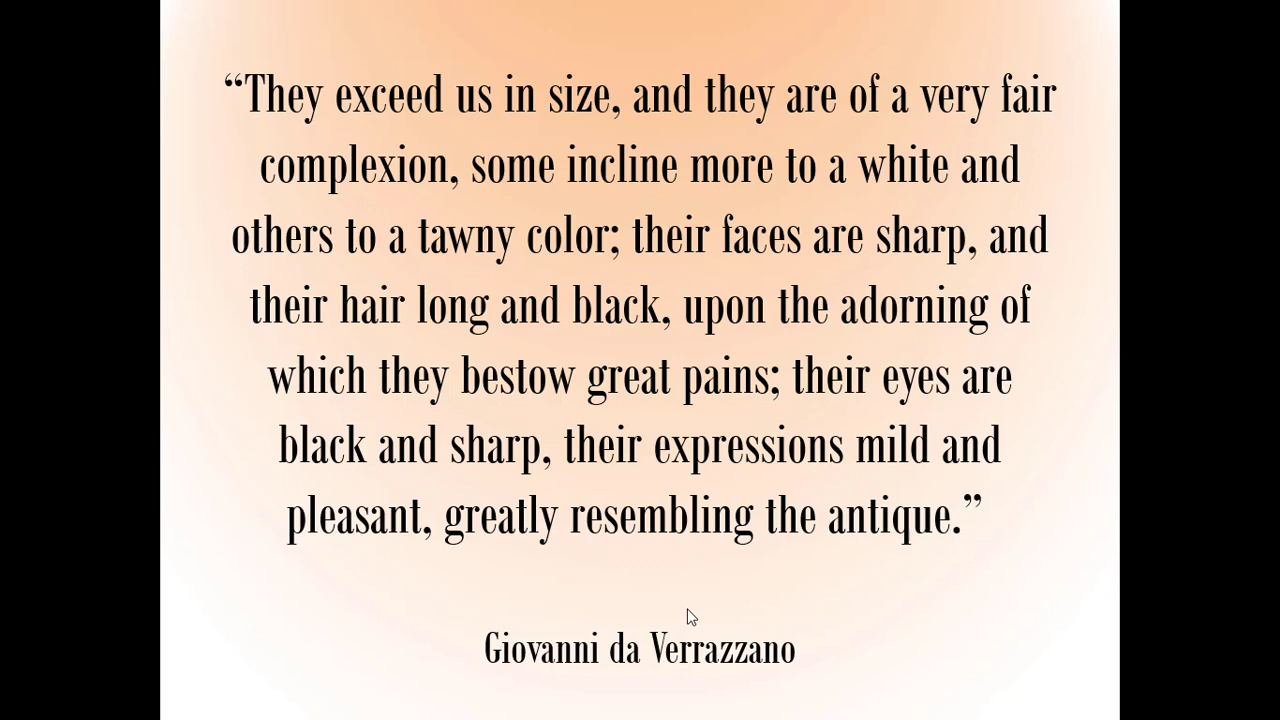 “They exceed us in size, and they are of a very fair
complexion, some incline more to a white and
others to a tawny color; their faces are sharp, and
their hair long and black, upon the adorning of
which they bestow great pains; their eyes are
black and sharp, their expressions mild and
pleasant, greatly resembling the antique.”
Giovanni da Verrazzano